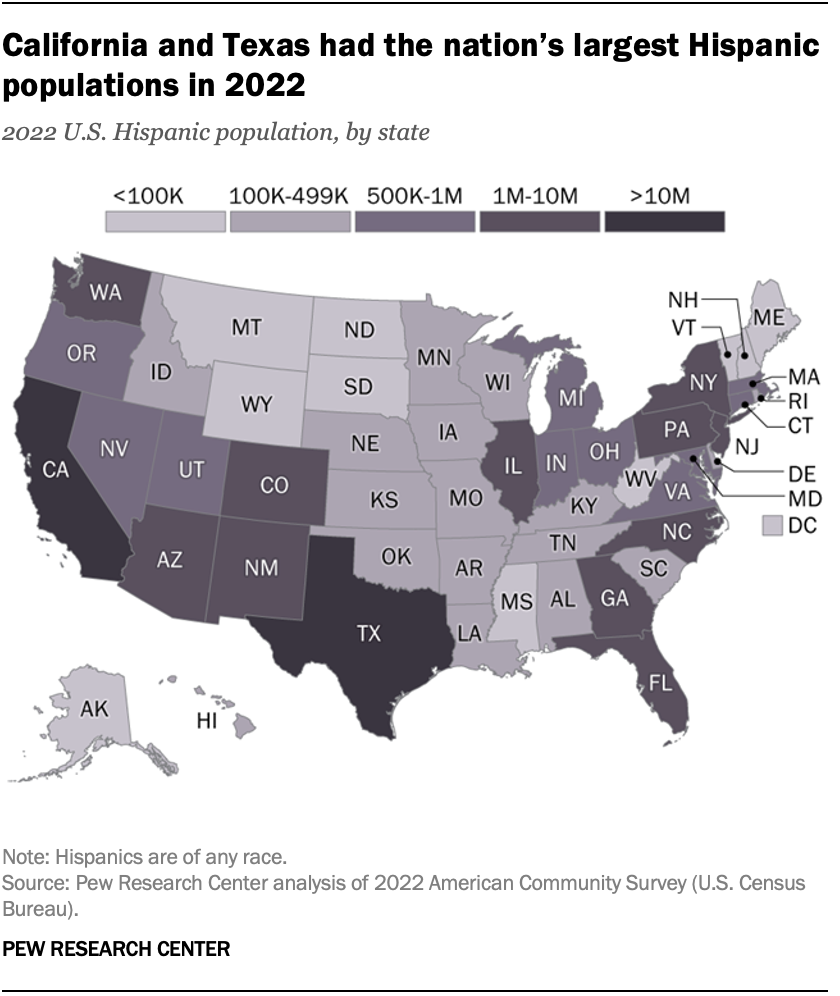 California and Texas had the nation’s largest Hispanic
populations in 2022
2022 U.S. Hispanic population, by state
<100K 100K-499K 500K-1M 1M-10M >10M
WA
MT
ND
MN
OR
ID
SD
WI
MI
WY
NH
VT
ME
NY
MA
RI
CT
NV
UT
CO
NE
IA
IL
IN
OH
PA
NJ
CA
KS
MO
KY
WV
VA
DE
MD
DC
AZ
NM
OK
AR
TN
NC
SC
TX
LA
MS
AL
GA
FL
AK
HI
Note: Hispanics are of any race.
Source: Pew Research Center analysis of 2022 American Community Survey (U.S. Census
Bureau).
PEW RESEARCH CENTER